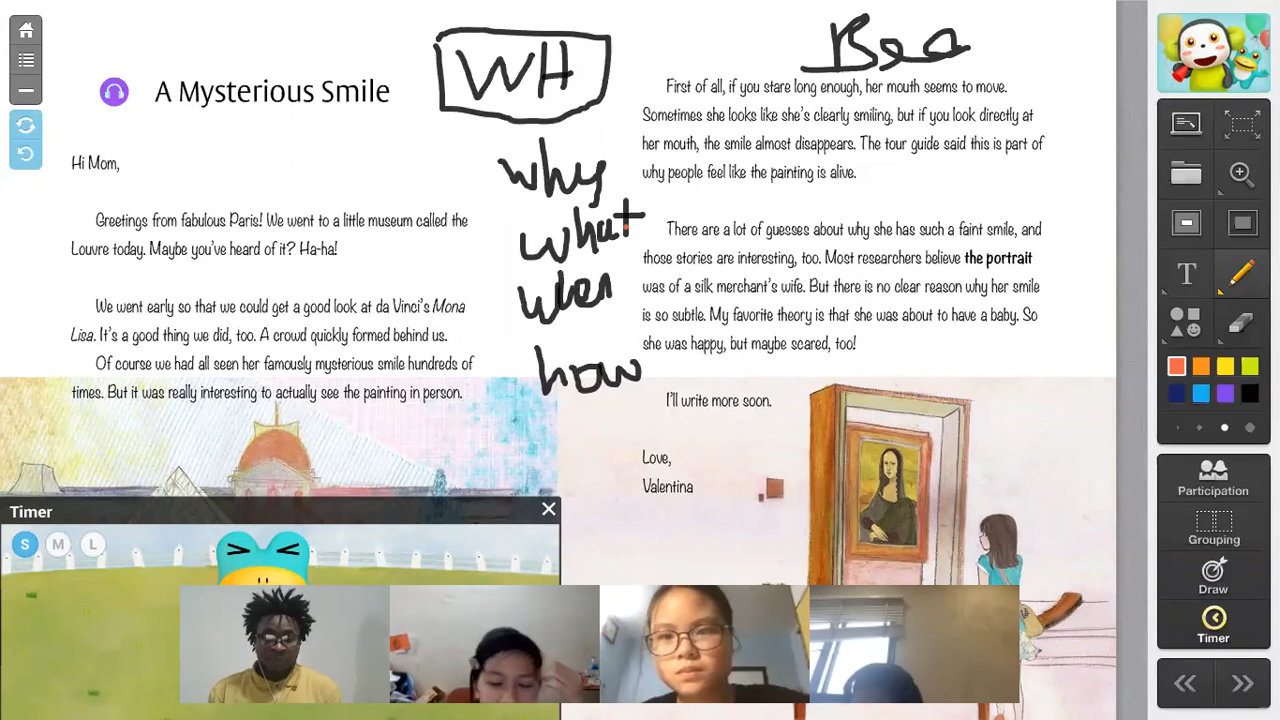 A Mysterious Smile
Hi Mom,
Greetings from fabulous Paris! We went to a little museum called the
Louvre today. Maybe you've heard of it? Ha-ha!
We went early so that we could get a good look at da Vinci's Mona
Lisa. It's a good thing we did, too. A crowd quickly formed behind us.
Of course we had all seen her famously mysterious smile hundreds of
times. But it was really interesting to actually see the painting in person.
WH
why
what
when
how
Bea
First of all, if you stare long enough, her mouth seems to move.
Sometimes she looks like she's clearly smiling, but if you look directly at
her mouth, the smile almost disappears. The tour guide said this is part of
why people feel like the painting is alive.
There are a lot of guesses about why she has such a faint smile, and
those stories are interesting, too. Most researchers believe the portrait
was of a silk merchant's wife. But there is no clear reason why her smile
is so subtle. My favorite theory is that she was about to have a baby. So
she was happy, but maybe scared, too!
I'll write more soon.
Love,
Valentina
Timer
S M L
T
Participation
Grouping
Draw
Timer